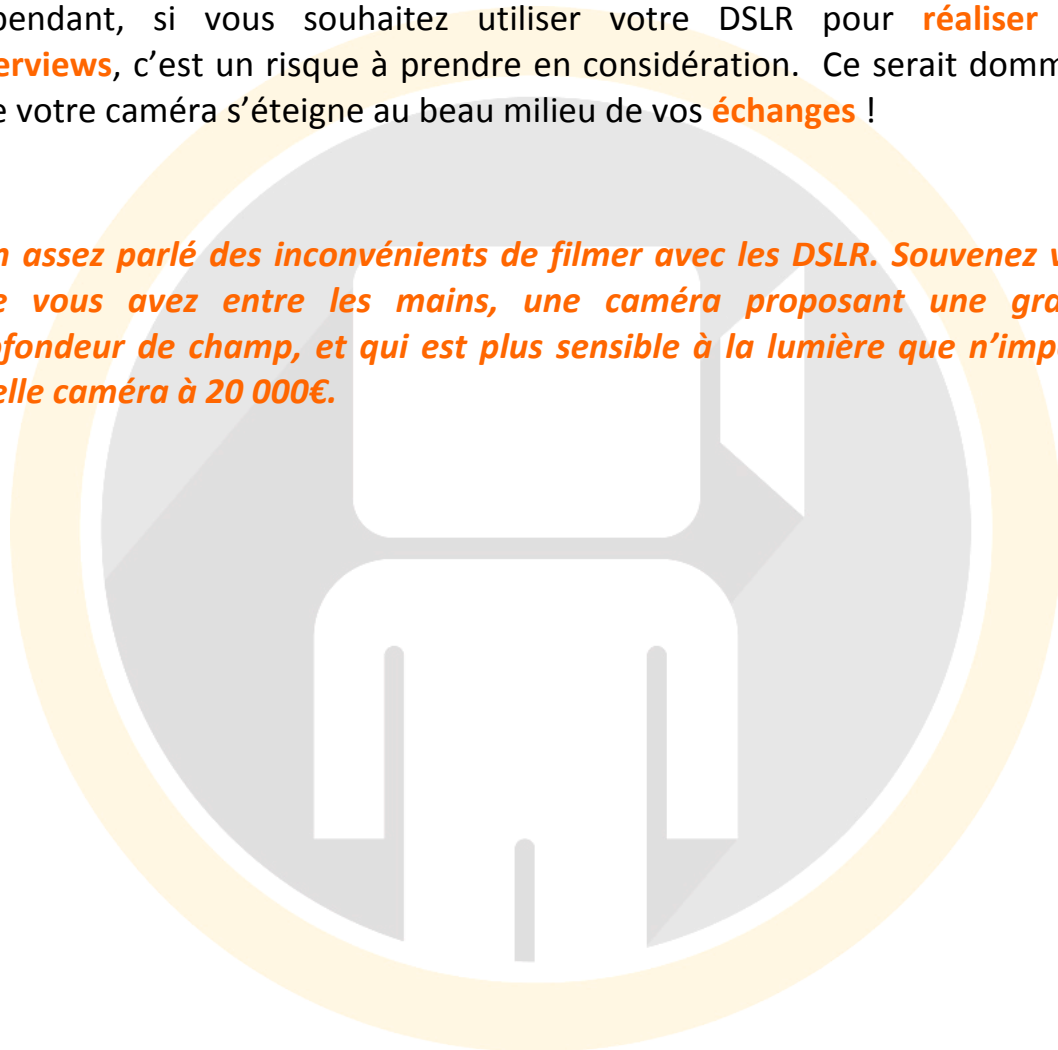 pendant, si vous souhaitez utiliser votre DSLR pour réaliser
erviews, c’est un risque à prendre en considération. Ce serait domm
e votre caméra s’éteigne au beau milieu de vos échanges !
n assez parlé des inconvénients de filmer avec les DSLR. Souvenez v
e vous avez entre les mains, une caméra proposant une gra
ofondeur de champ, et qui est plus sensible à la lumière que n’impo
elle caméra à 20 000€.